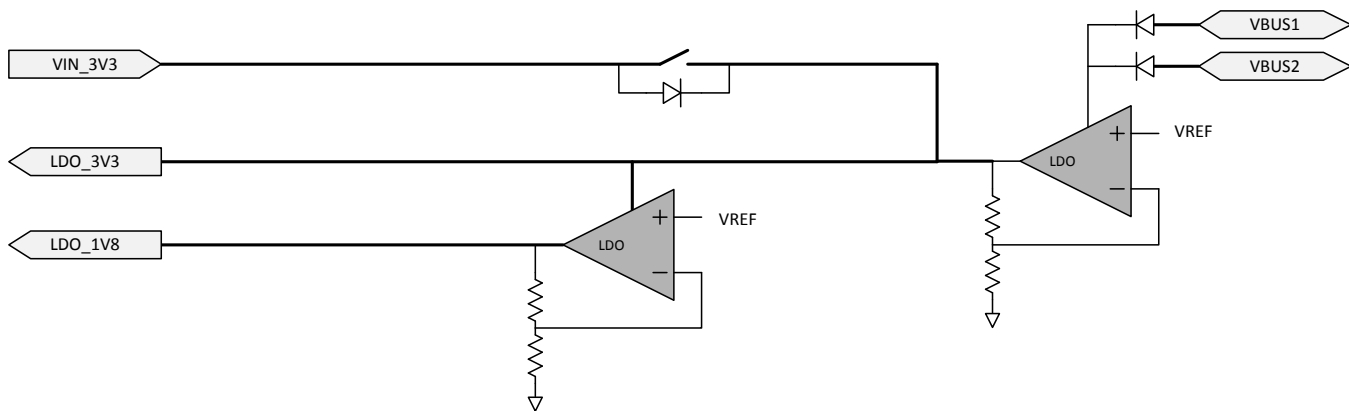 VBUS1
VIN_3V3
VBUS2
+
VREF
LDO_3V3
LDO
−
+
VREF
LDO_1V8
LDO
−